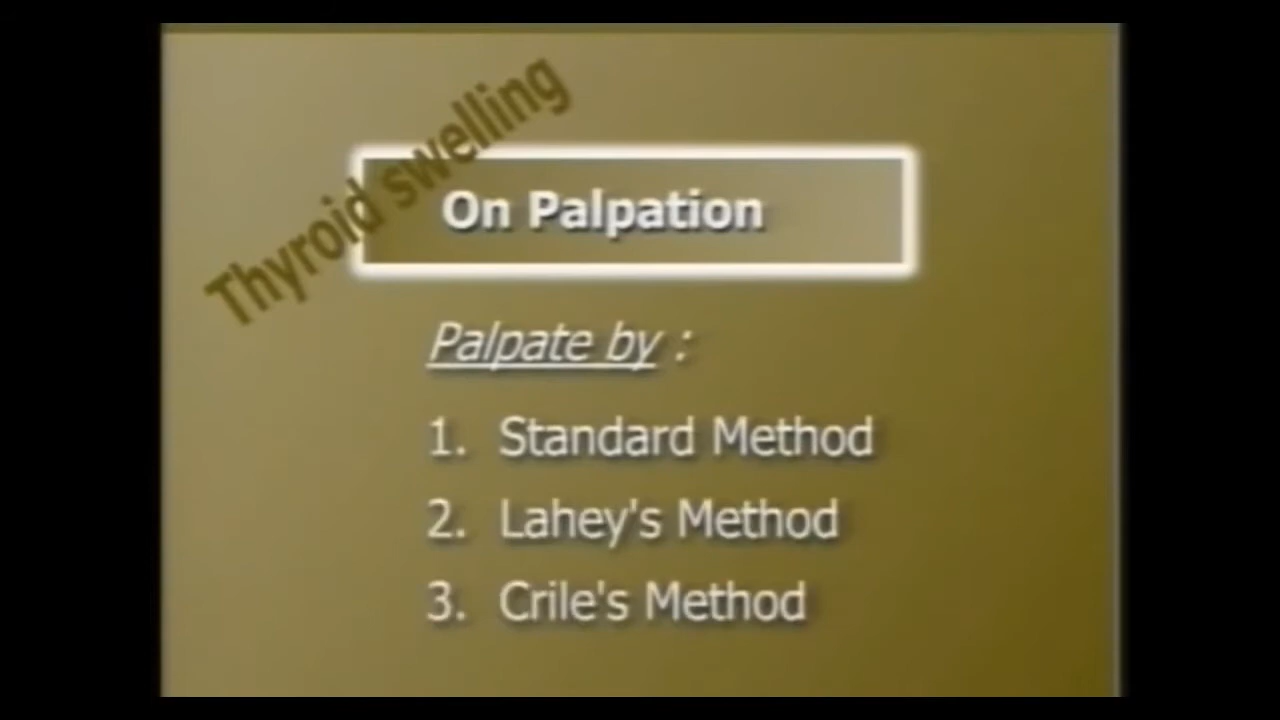 Thyroid swelling
On Palpation
Palpate by :
1. Standard Method
2. Lahey's Method
3. Crile's Method